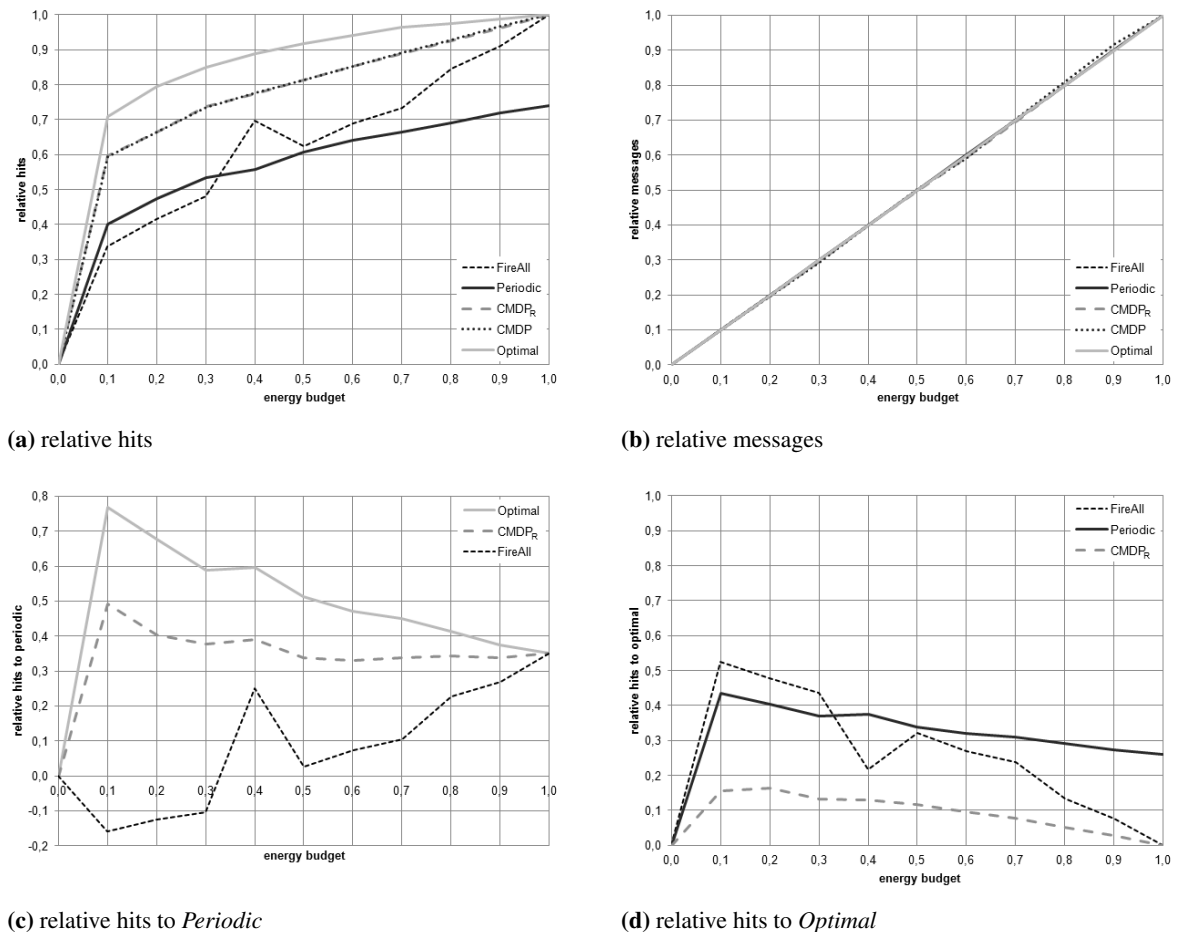 relative hits
1,0
0,9
0,8
0,7
0,6
0,5
0,4
0,3
0,2
0,1
0,0
0,0 0,1 0,2 0,3 0,4 0,5 0,6 0,7 0,8 0,9 1,0
energy budget
FireAll
Periodic
CMDPR
CMDP
Optimal
(a) relative hits
relative messages
1,0
0,9
0,8
0,7
0,6
0,5
0,4
0,3
0,2
0,1
0,0
0,0 0,1 0,2 0,3 0,4 0,5 0,6 0,7 0,8 0,9 1,0
energy budget
FireAll
Periodic
CMDPR
CMDP
Optimal
(b) relative messages
relative hits to periodic
0,8
0,7
0,6
0,5
0,4
0,3
0,2
0,1
0,0
-0,1
-0,2
0,0 0,1 0,2 0,3 0,4 0,5 0,6 0,7 0,8 0,9 1,0
energy budget
Optimal
CMDPR
FireAll
(c) relative hits to Periodic
relative hits to optimal
1,0
0,9
0,8
0,7
0,6
0,5
0,4
0,3
0,2
0,1
0,0
0,0 0,1 0,2 0,3 0,4 0,5 0,6 0,7 0,8 0,9 1,0
energy budget
FireAll
Periodic
CMDPR
(d) relative hits to Optimal